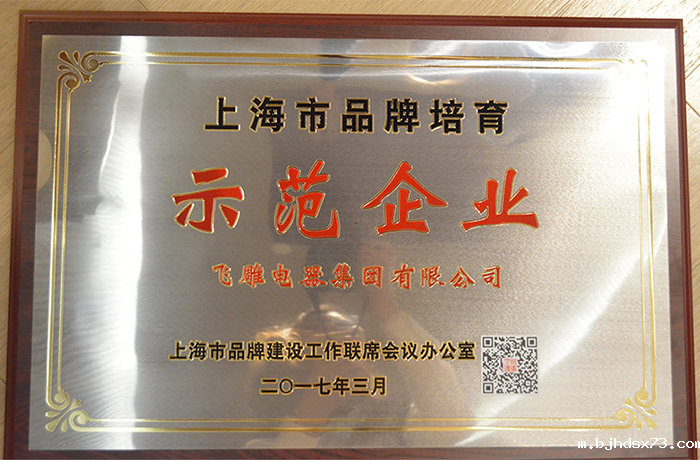 上海市品牌培育
示范企业
飞雕电器集团有限公司
上海市品牌建设工作联席会议办公室
二〇一七年三月
m.bjhdsx73.com